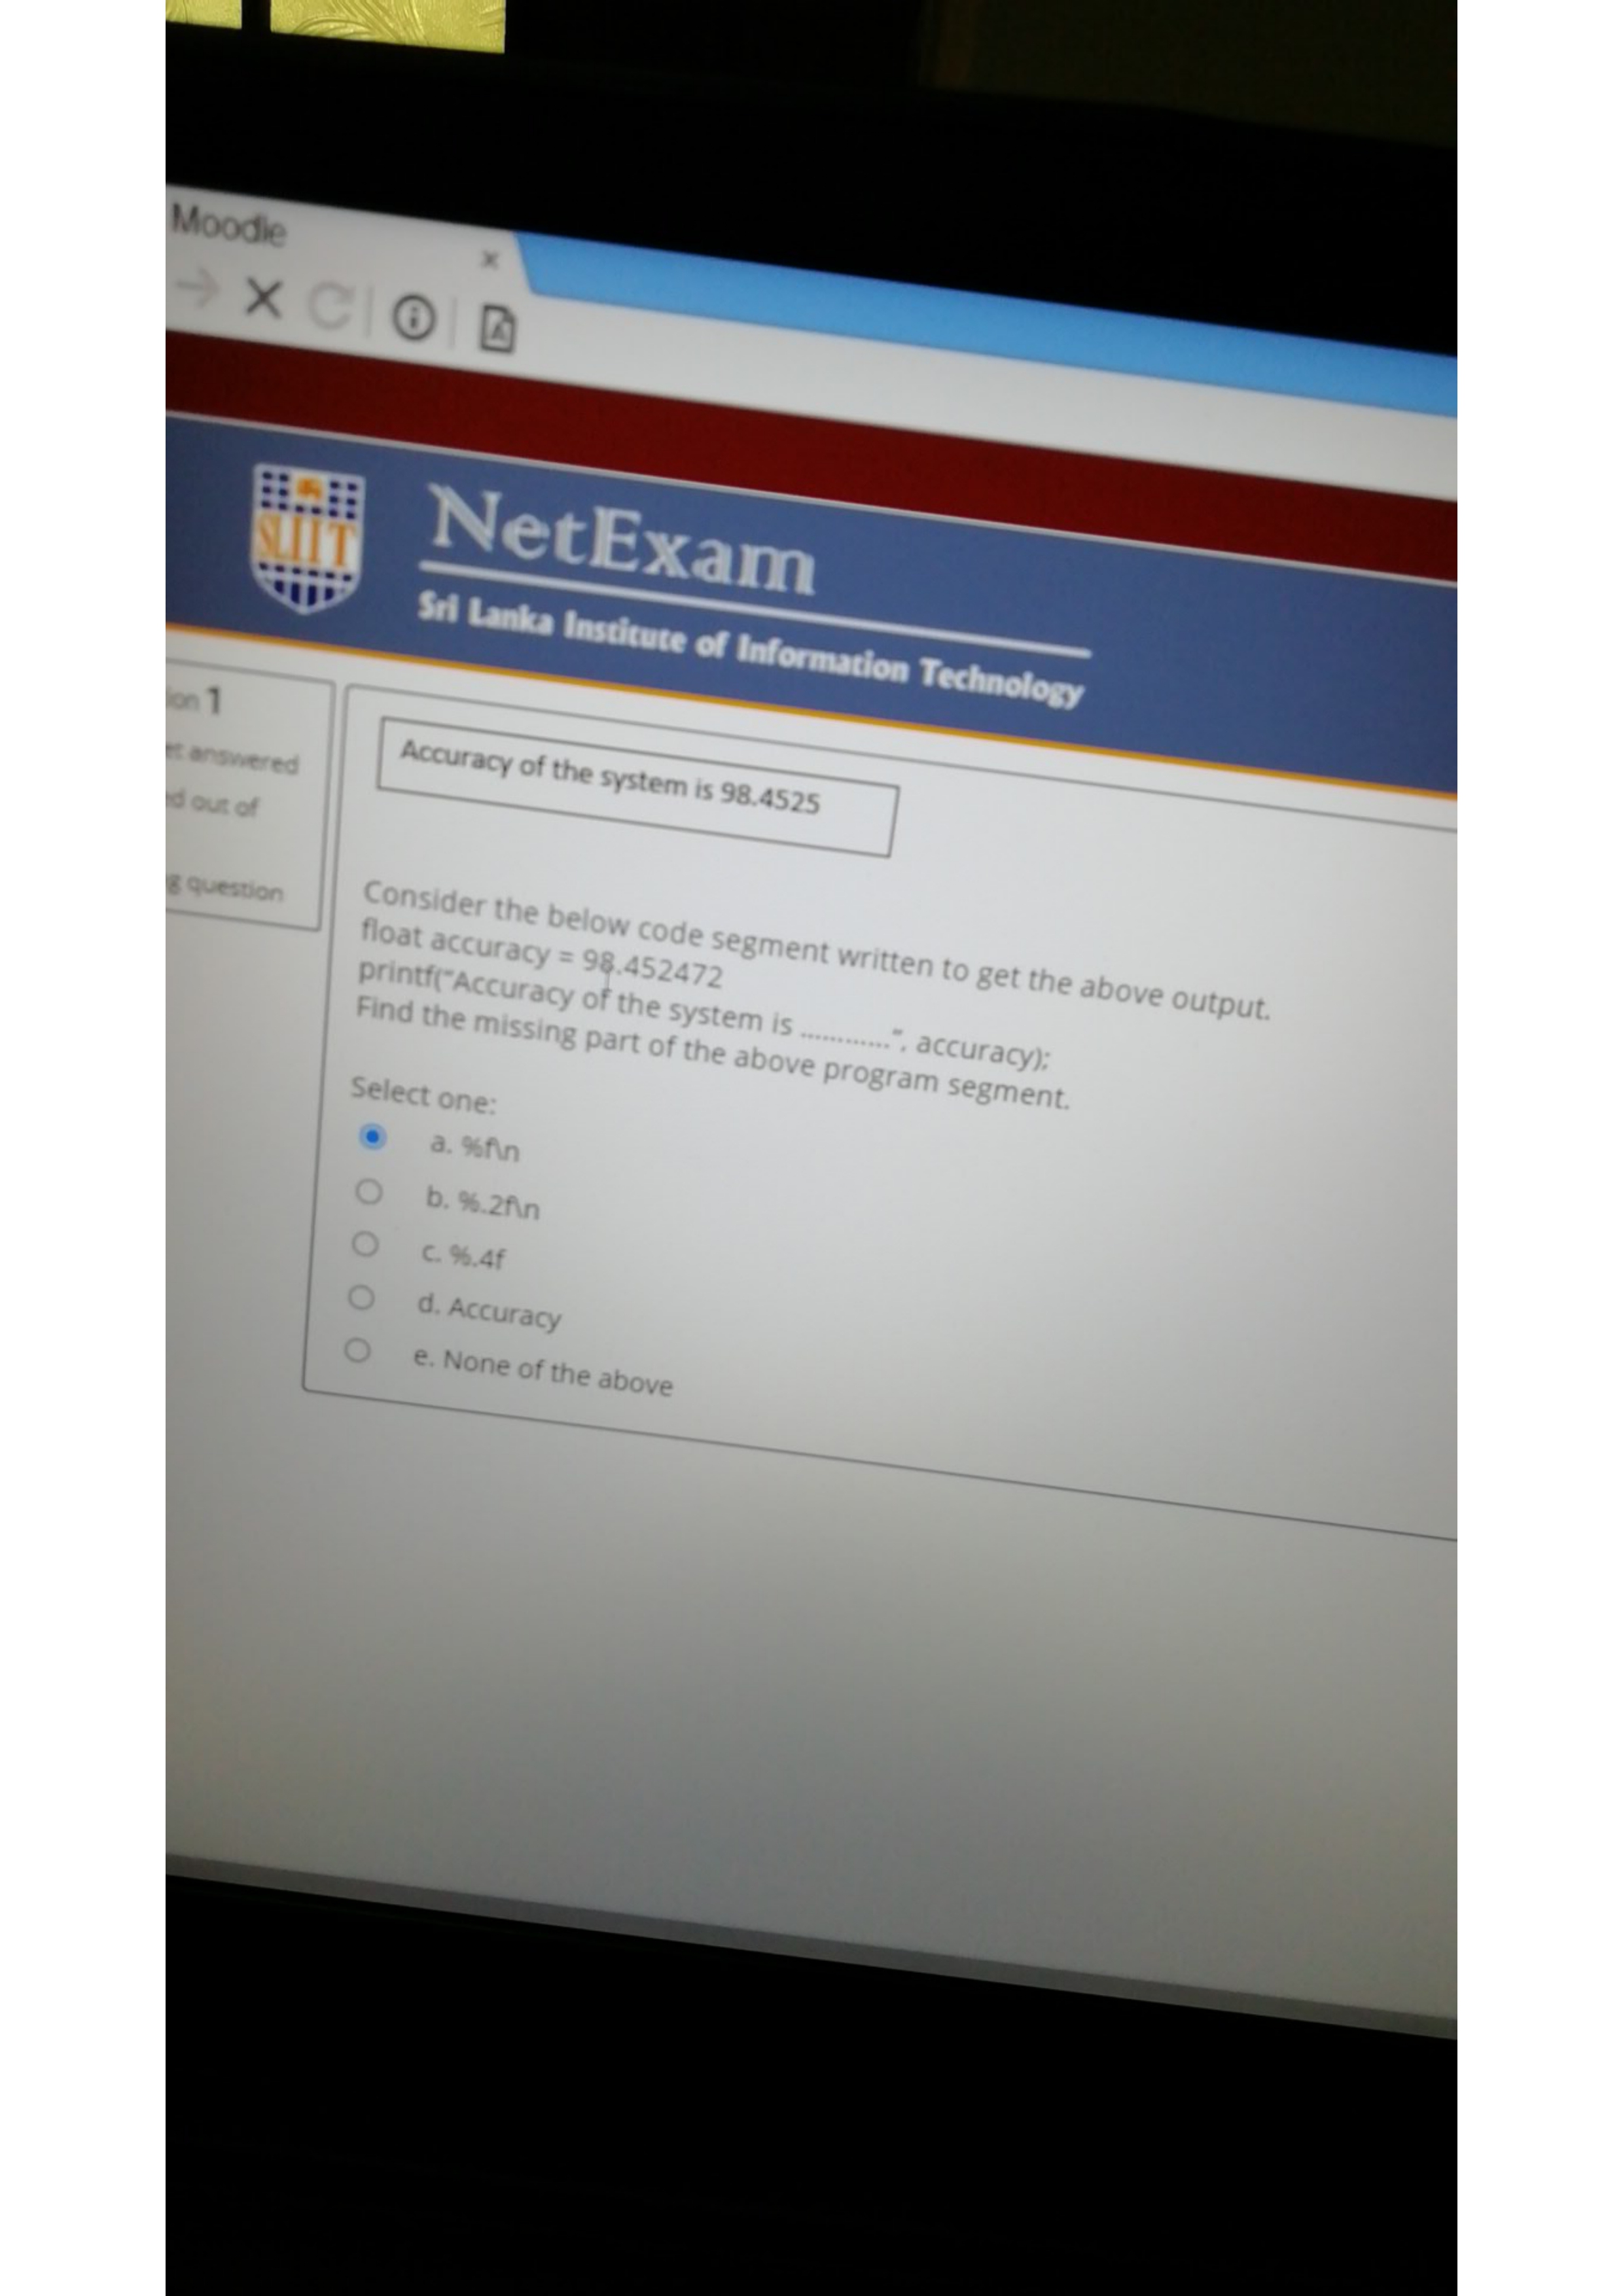 Moodle
SLIIT
NetExam
Sri Lanka Institute of Information Technology
ion 1
et answered
ed out of
g question
Accuracy of the system is 98.4525
Consider the below code segment written to get the above output.
float accuracy = 98.452472
printf("Accuracy of the system is ............", accuracy);
Find the missing part of the above program segment.
Select one:
a. %f\n
b. %.2f\n
c. %.4f
d. Accuracy
e. None of the above